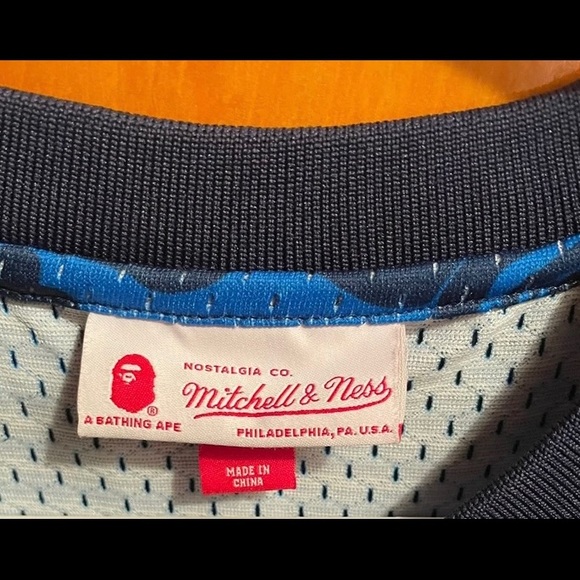 NOSTALGIA CO.
Mitchell & Ness
®
A BATHING APE
PHILADELPHIA, PA. U.S.A.
MADE IN
CHINA